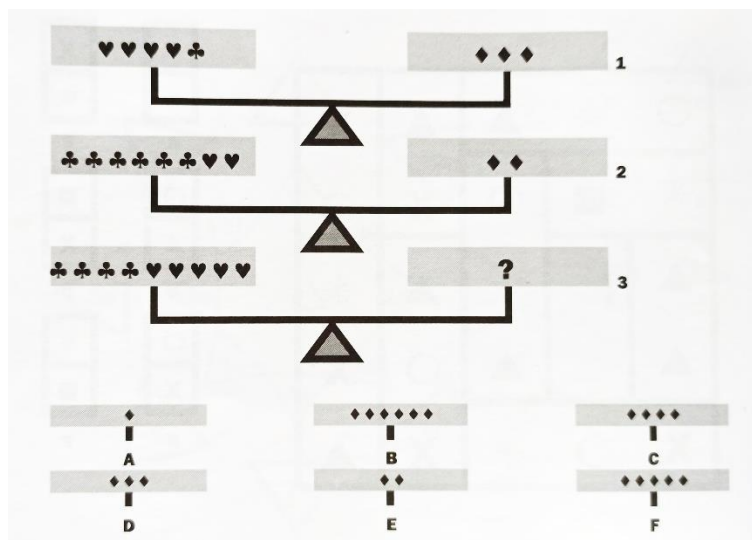 ♥ ♥ ♥ ♥ ♣ ♦ ♦ ♦ 1
♣ ♣ ♣ ♣ ♣ ♣ ♥ ♥ ♦ ♦ 2
♣ ♣ ♣ ♣ ♥ ♥ ♥ ♥ ♥ ? 3
♦ ♦ ♦ ♦ ♦ ♦ ♦ ♦ ♦ ♦ ♦
A B C
♦ ♦ ♦ ♦ ♦ ♦ ♦ ♦ ♦ ♦
D E F